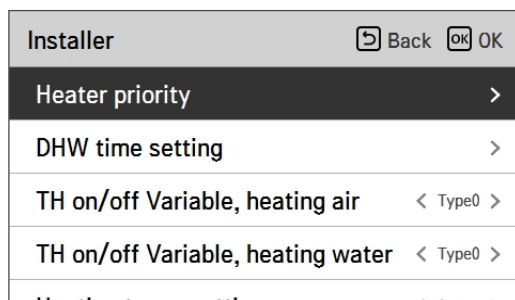 Installer Back OK OK
Heater priority
DHW time setting
TH on/off Variable, heating air Type0
TH on/off Variable, heating water Type0